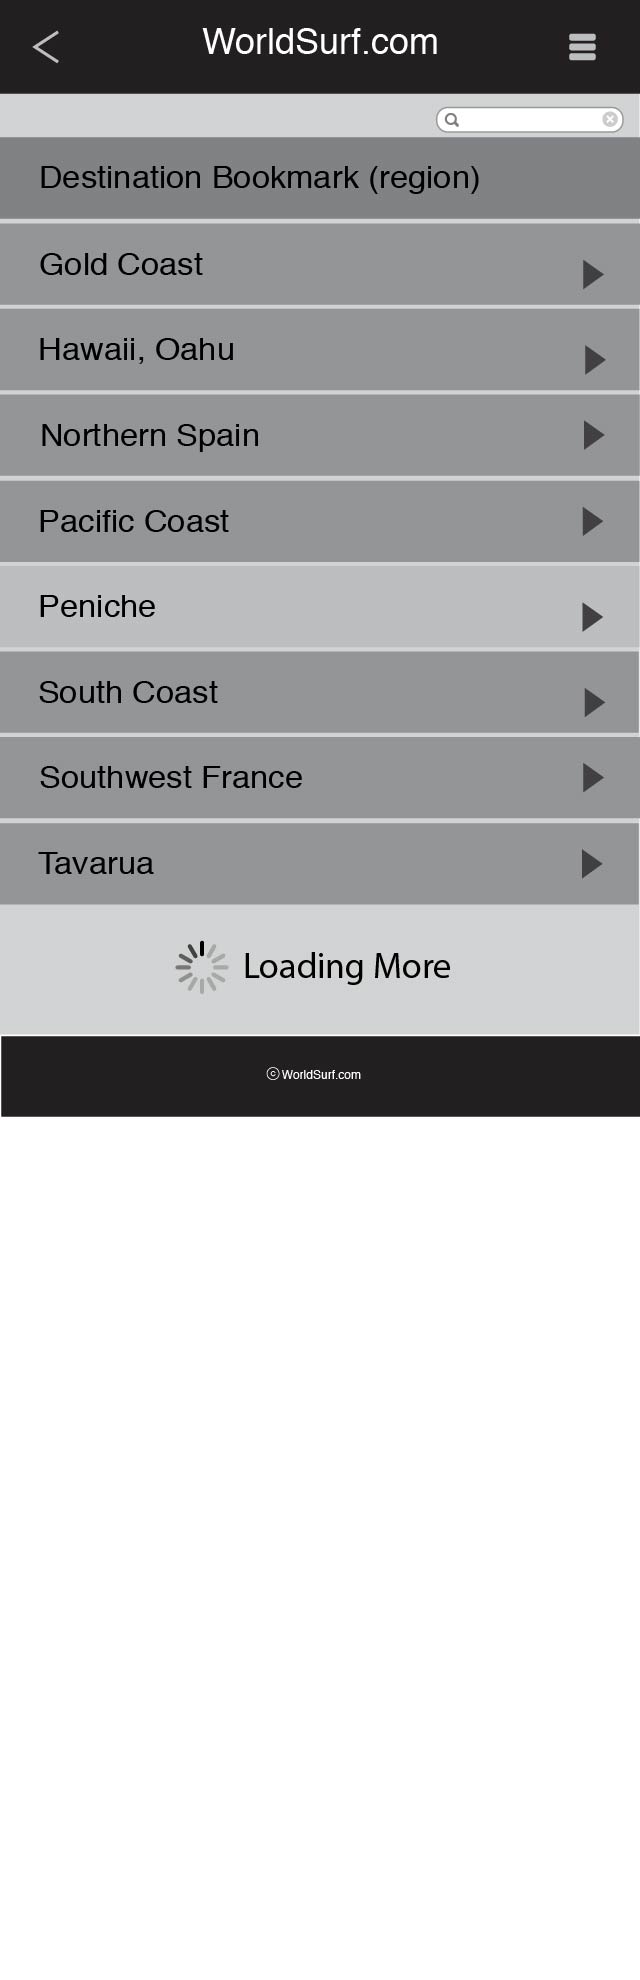 WorldSurf.com
Destination Bookmark (region)
Gold Coast
Hawaii, Oahu
Northern Spain
Pacific Coast
Peniche
South Coast
Southwest France
Tavarua
Loading More
ⓒ WorldSurf.com